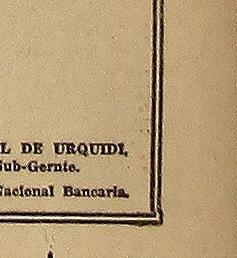 L DE URQUIDI,
Sub-Gernte.
Nacional Bancaria.